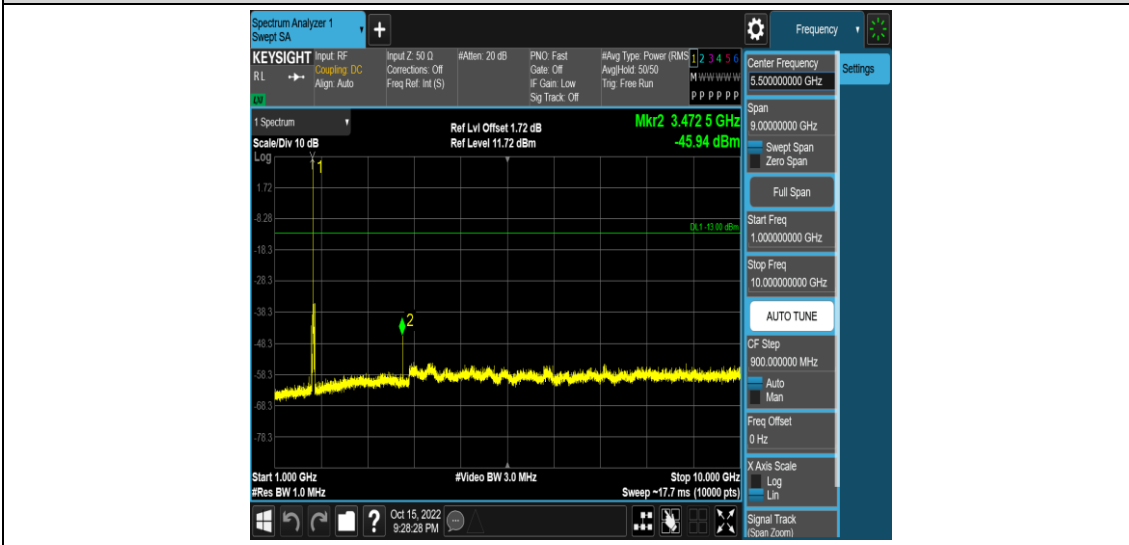 Spectrum Analyzer 1
Swept SA
+
Frequency
KEYSIGHT
RL
LXI
Input: RF
Coupling: DC
Align: Auto
Input Z: 50 Ω
Corrections: Off
Freq Ref: Int (S)
#Atten: 20 dB
PNO: Fast
Gate: Off
IF Gain: Low
Sig Track: Off
#Avg Type: Power (RMS
Avg|Hold: 50/50
Trig: Free Run
1 2 3 4 5 6
M W W W W W
P P P P P P
1 Spectrum
Scale/Div 10 dB
Log
Ref Lvl Offset 1.72 dB
Ref Level 11.72 dBm
Mkr2 3.472 5 GHz
-45.94 dBm
1
1.72
-8.28
DL1 -13.00 dBm
-18.3
-28.3
-38.3
2
-48.3
-58.3
-68.3
-78.3
Start 1.000 GHz
#Video BW 3.0 MHz
Stop 10.000 GHz
#Res BW 1.0 MHz
Sweep ~17.7 ms (10000 pts)
?
Oct 15, 2022
9:28:28 PM
Center Frequency
5.50000000 GHz
Settings
Span
9.00000000 GHz
Swept Span
Zero Span
Full Span
Start Freq
1.000000000 GHz
Stop Freq
10.000000000 GHz
AUTO TUNE
CF Step
900.000000 MHz
Auto
Man
Freq Offset
0 Hz
X Axis Scale
Log
Lin
Signal Track
(Span Zoom)